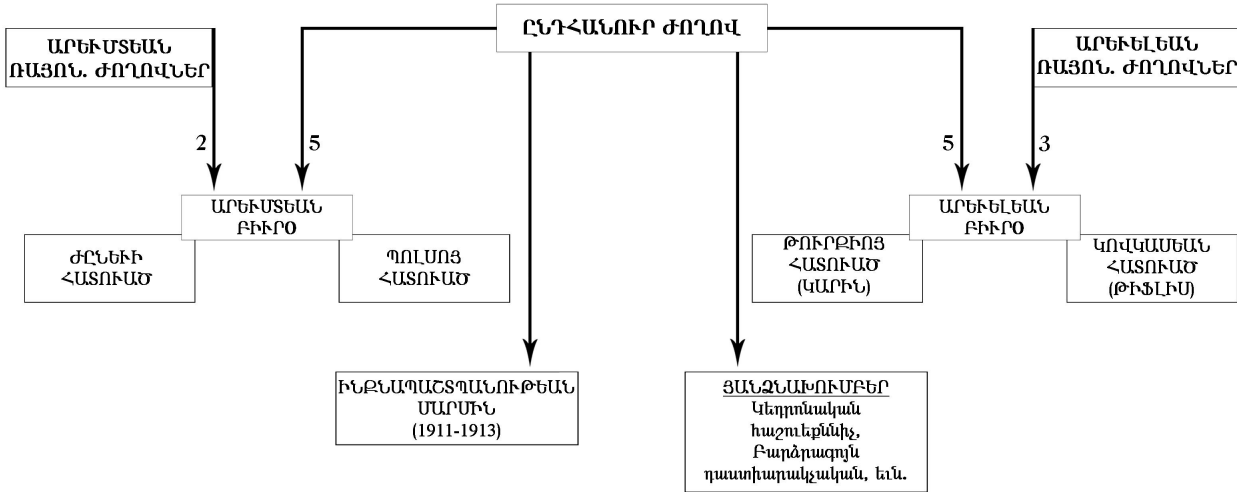 ԸՆԴՀԱՆՈՒՐ ԺՈՂՈՎ
ԱՐԵՒՄՏԵԱՆ
ՌԱՅՈՆ. ԺՈՂՈՎՆԵՐ
ԱՐԵՒԵԼԵԱՆ
ՌԱՅՈՆ. ԺՈՂՈՎՆԵՐ
2
5
5
3
ԱՐԵՒՄՏԵԱՆ
ԲԻՒՐՕ
ԱՐԵՒԵԼԵԱՆ
ԲԻՒՐՕ
ԺԸՆԵՒԻ
ՀԱՏՈՒԱԾ
ՊՈԼՍՈՅ
ՀԱՏՈՒԱԾ
ԹՈՒՐՔԻՈՅ
ՀԱՏՈՒԱԾ
(ԿԱՐԻՆ)
ԿՈՎԿԱՍԵԱՆ
ՀԱՏՈՒԱԾ
(ԹԻՖԼԻՍ)
ԻՆՔՆԱՊԱՇՏՊԱՆՈՒԹԵԱՆ
ՄԱՐՄԻՆ
(1911-1913)
ՅԱՆՁՆԱԽՈՒՄԲԵՐ
Կեդրոնական
հաշուեքննիչ,
Բարձրագոյն
դաստիարակչական, եւն.